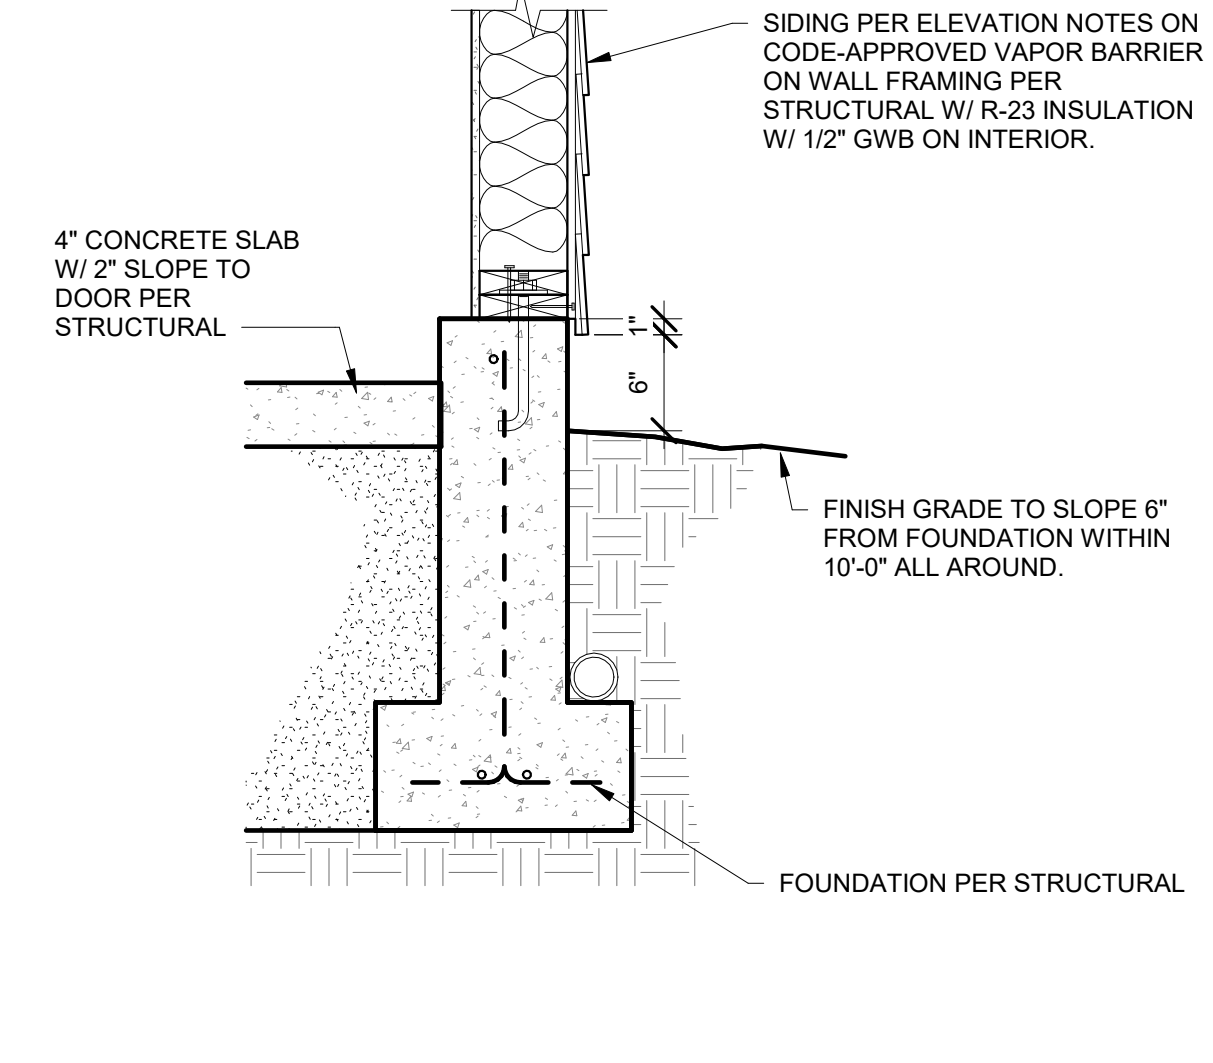 SIDING PER ELEVATION NOTES ON
CODE-APPROVED VAPOR BARRIER
ON WALL FRAMING PER
STRUCTURAL W/ R-23 INSULATION
W/ 1/2" GWB ON INTERIOR.
4" CONCRETE SLAB
W/ 2" SLOPE TO
DOOR PER
STRUCTURAL
1"
6"
FINISH GRADE TO SLOPE 6"
FROM FOUNDATION WITHIN
10'-0" ALL AROUND.
FOUNDATION PER STRUCTURAL